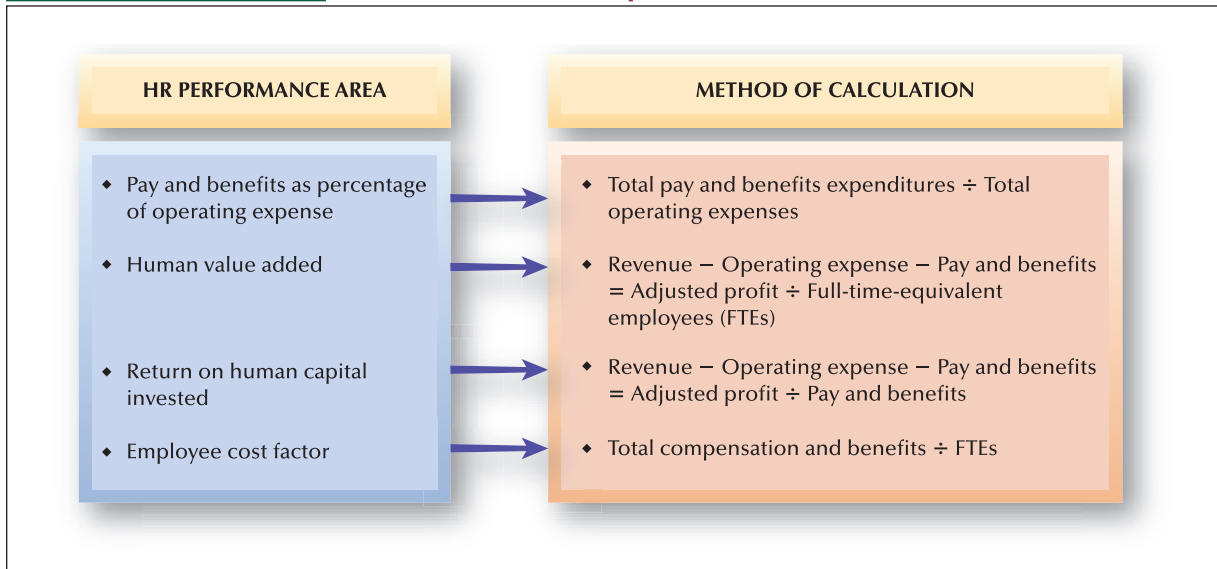 HR PERFORMANCE AREA
METHOD OF CALCULATION
◆ Pay and benefits as percentage
of operating expense
◆ Total pay and benefits expenditures ÷ Total
operating expenses
◆ Human value added
◆ Revenue − Operating expense − Pay and benefits
= Adjusted profit ÷ Full-time-equivalent
employees (FTEs)
◆ Return on human capital
invested
◆ Revenue − Operating expense − Pay and benefits
= Adjusted profit ÷ Pay and benefits
◆ Employee cost factor
◆ Total compensation and benefits ÷ FTEs